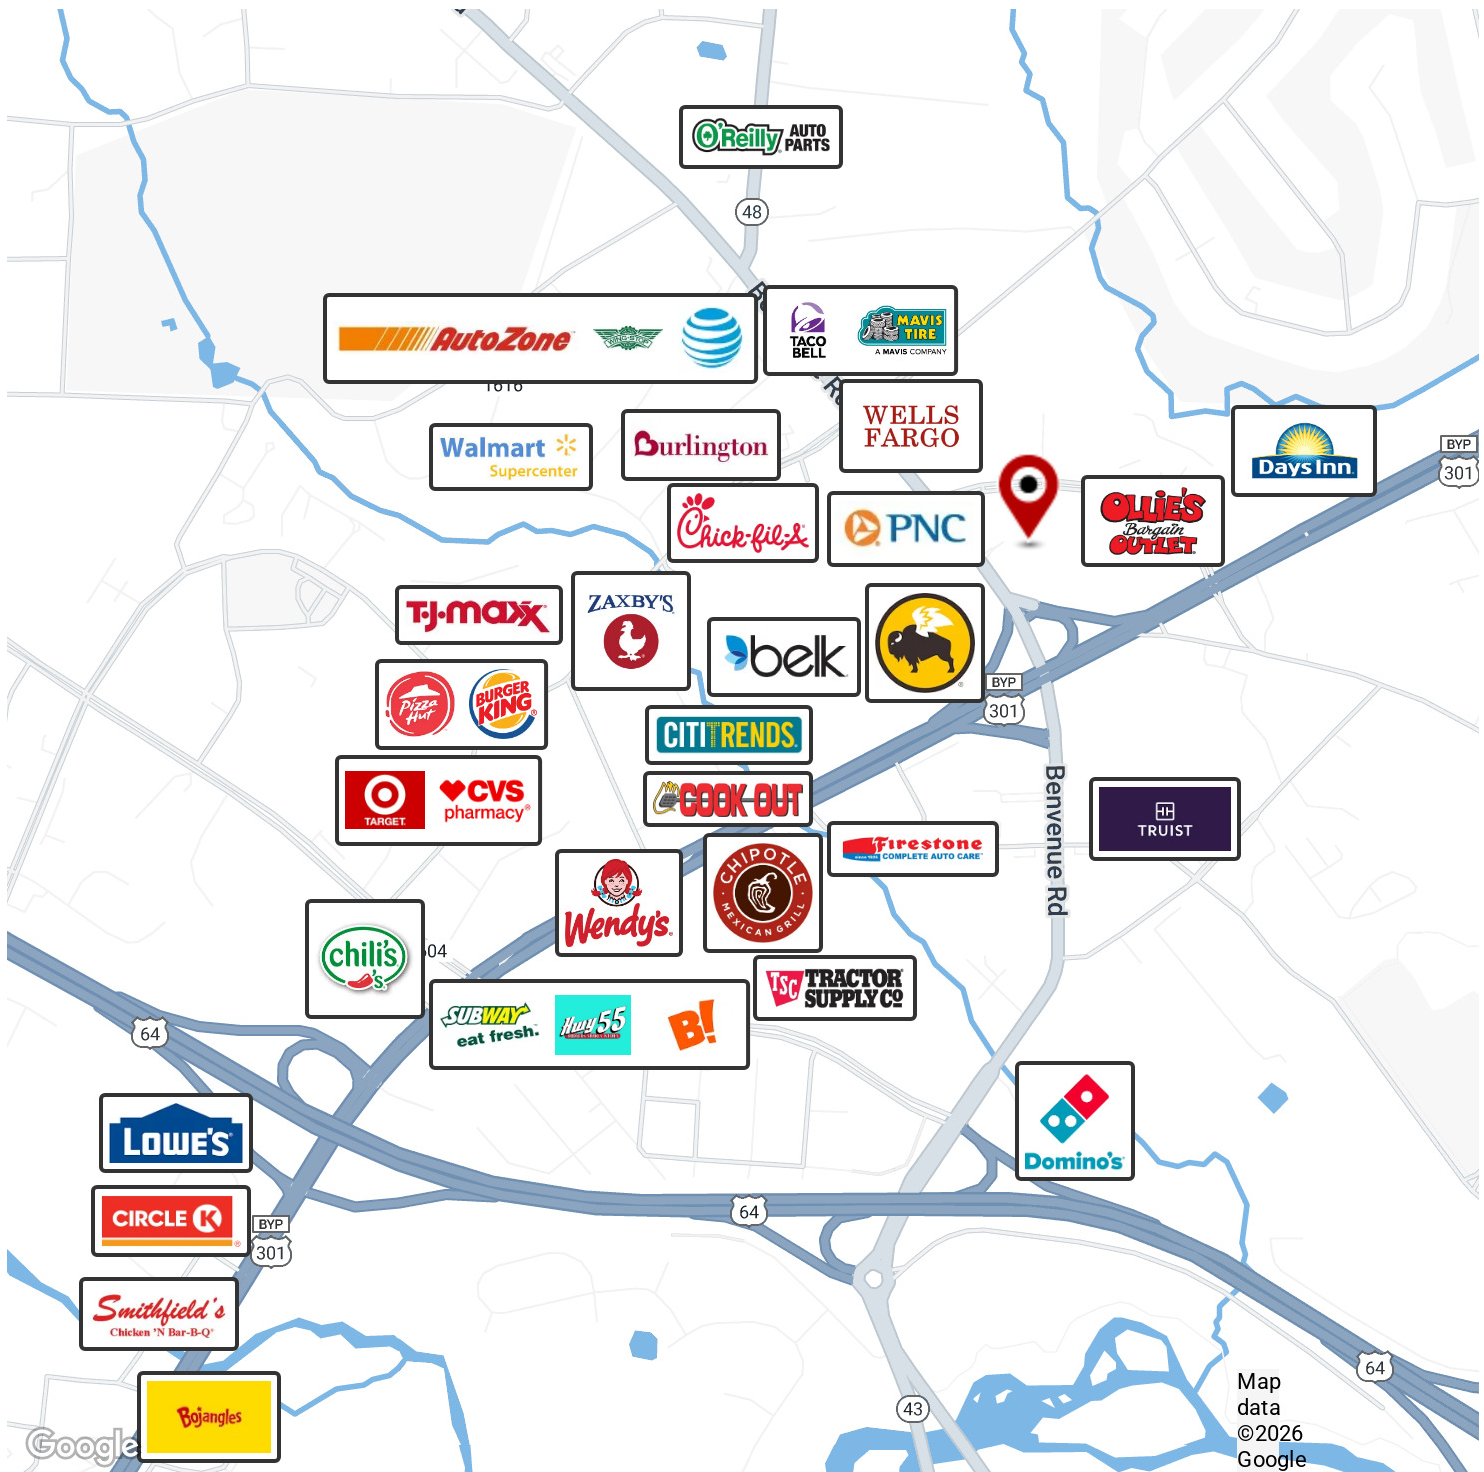 O'Reilly AUTO PARTS
48
AutoZone
WING·STOP
TACO BELL
MAVIS TIRE
A MAVIS COMPANY
1616
WELLS FARGO
Walmart
Supercenter
Burlington
Days Inn
BYP
301
Chick-fil-A
PNC
OLLIE'S
Bargain
OUTLET
T·J·maxx
ZAXBY'S
belk
Pizza Hut
BURGER KING
BYP
301
CITI TRENDS
TARGET
CVS
pharmacy
COOK OUT
Firestone
since 1926 COMPLETE AUTO CARE
TRUIST
Benvenue Rd
Wendy's
CHIPOTLE
MEXICAN GRILL
chili's
04
TSC TRACTOR SUPPLY CO
SUBWAY
eat fresh.
Hwy 55
B!
64
Domino's
LOWE'S
CIRCLE K
64
BYP
301
Smithfield's
Chicken 'N Bar-B-Q
64
43
Bojangles
Google
Map
data
©2026
Google